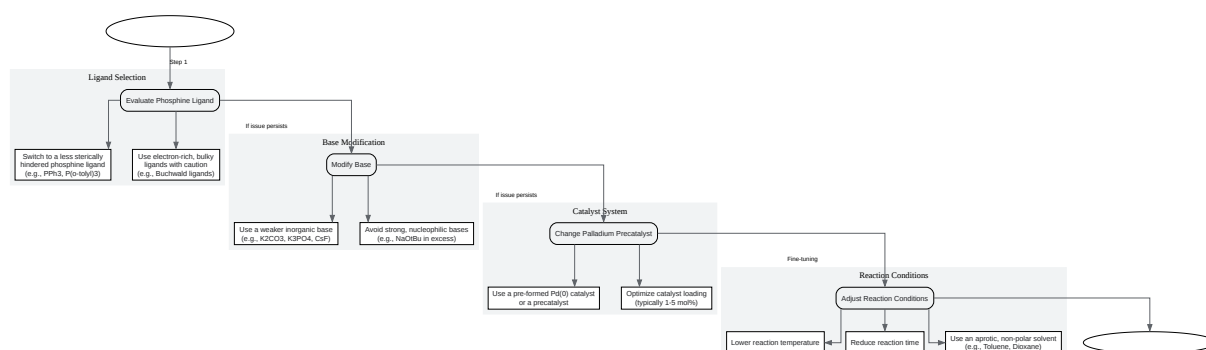 Step 1
Ligand Selection
Evaluate Phosphine Ligand
Switch to a less sterically
hindered phosphine ligand
(e.g., PPh3, P(o-tolyl)3)
Use electron-rich, bulky
ligands with caution
(e.g., Buchwald ligands)
If issue persists
Base Modification
Modify Base
Use a weaker inorganic base
(e.g., K2CO3, K3PO4, CsF)
Avoid strong, nucleophilic bases
(e.g., NaOtBu in excess)
If issue persists
Catalyst System
Change Palladium Precatalyst
Use a pre-formed Pd(0) catalyst
or a precatalyst
Optimize catalyst loading
(typically 1-5 mol%)
Fine-tuning
Reaction Conditions
Adjust Reaction Conditions
Lower reaction temperature
Reduce reaction time
Use an aprotic, non-polar solvent
(e.g., Toluene, Dioxane)